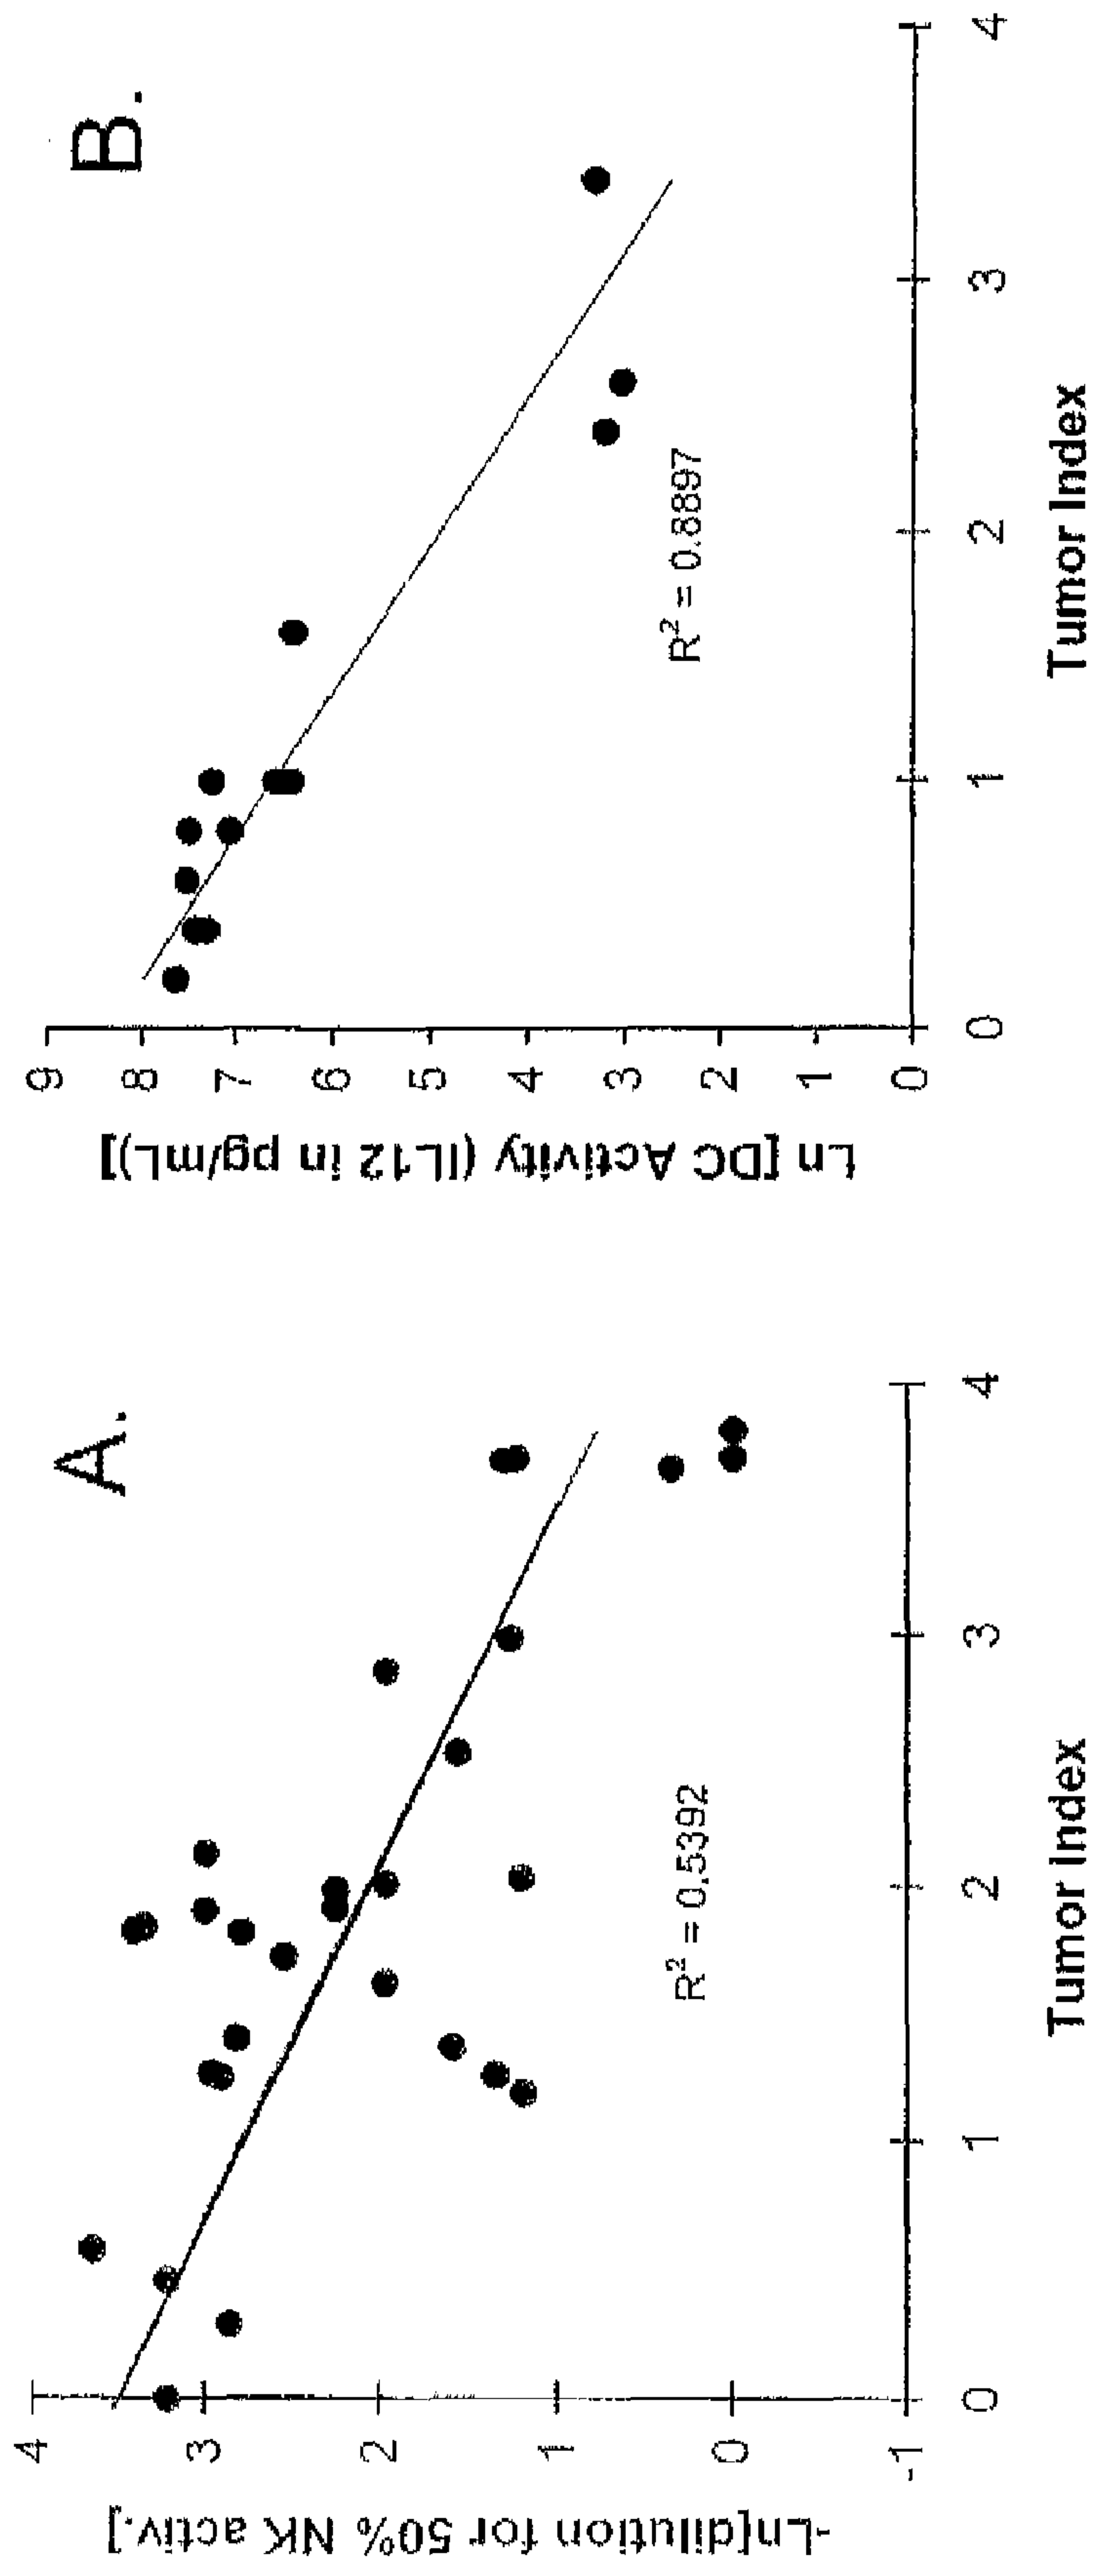 A.
-Ln[dilution for 50% NK activ.]
4
3
2
1
0
-1
R² = 0.5392
0 1 2 3 4
Tumor Index
B.
Ln [DC Activity (IL12 in pg/mL)]
9
8
7
6
5
4
3
2
1
0
R² = 0.8897
0 1 2 3 4
Tumor Index